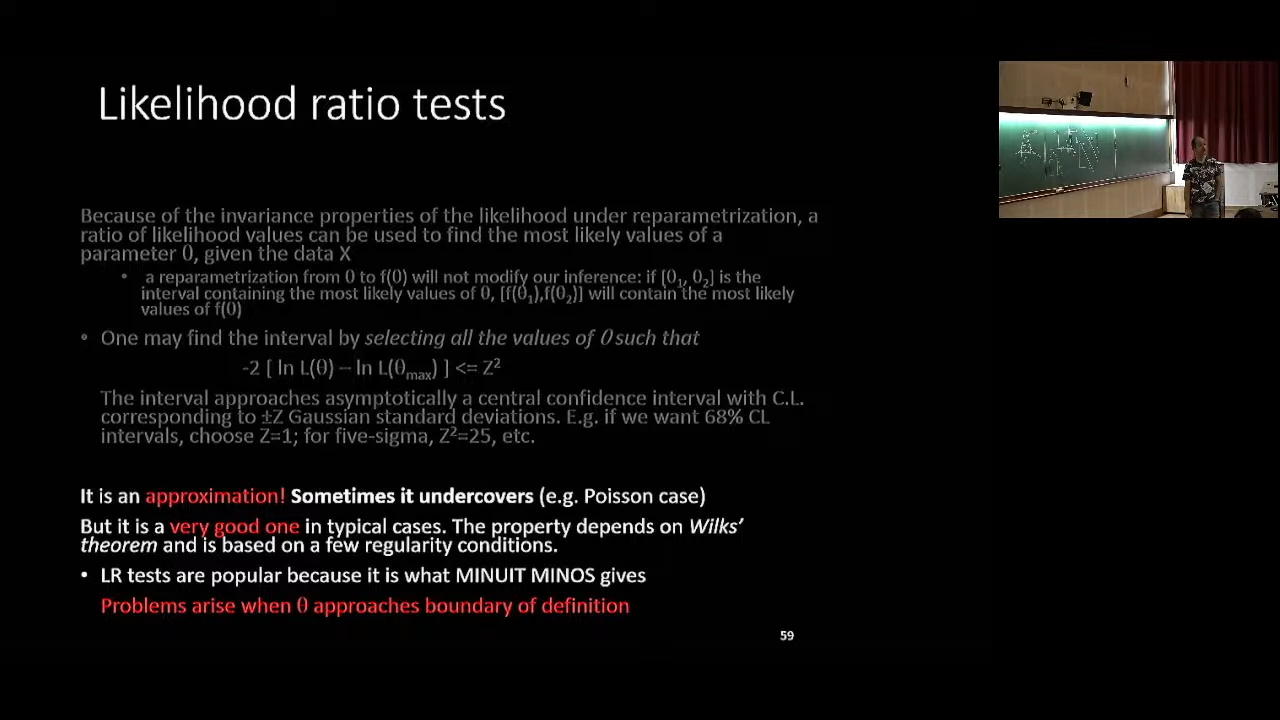 Likelihood ratio tests
Because of the invariance properties of the likelihood under reparametrization, a
ratio of likelihood values can be used to find the most likely values of a
parameter θ, given the data X
• a reparametrization from θ to f(θ) will not modify our inference: if [θ1, θ2] is the
interval containing the most likely values of θ, [f(θ1),f(θ2)] will contain the most likely
values of f(θ)
• One may find the interval by selecting all the values of θ such that
-2 [ ln L(θ) – ln L(θmax) ] <= Z²
The interval approaches asymptotically a central confidence interval with C.L.
corresponding to ±Z Gaussian standard deviations. E.g. if we want 68% CL
intervals, choose Z=1; for five-sigma, Z²=25, etc.
It is an approximation! Sometimes it undercovers (e.g. Poisson case)
But it is a very good one in typical cases. The property depends on Wilks’
theorem and is based on a few regularity conditions.
• LR tests are popular because it is what MINUIT MINOS gives
Problems arise when θ approaches boundary of definition
59